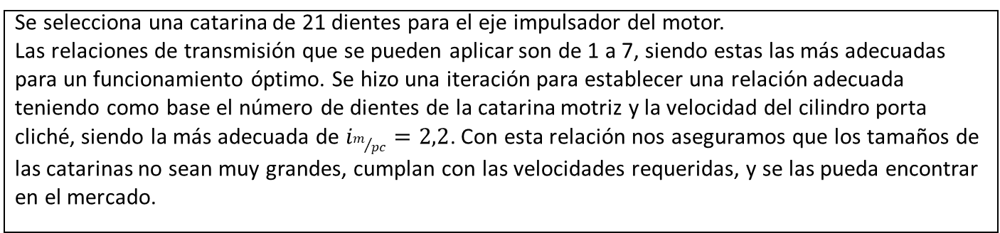 Se selecciona una catarina de 21 dientes para el eje impulsador del motor.
Las relaciones de transmisión que se pueden aplicar son de 1 a 7, siendo estas las más adecuadas
para un funcionamiento óptimo. Se hizo una iteración para establecer una relación adecuada
teniendo como base el número de dientes de la catarina motriz y la velocidad del cilindro porta
cliché, siendo la más adecuada de i m/pc = 2,2. Con esta relación nos aseguramos que los tamaños de
las catarinas no sean muy grandes, cumplan con las velocidades requeridas, y se las pueda encontrar
en el mercado.